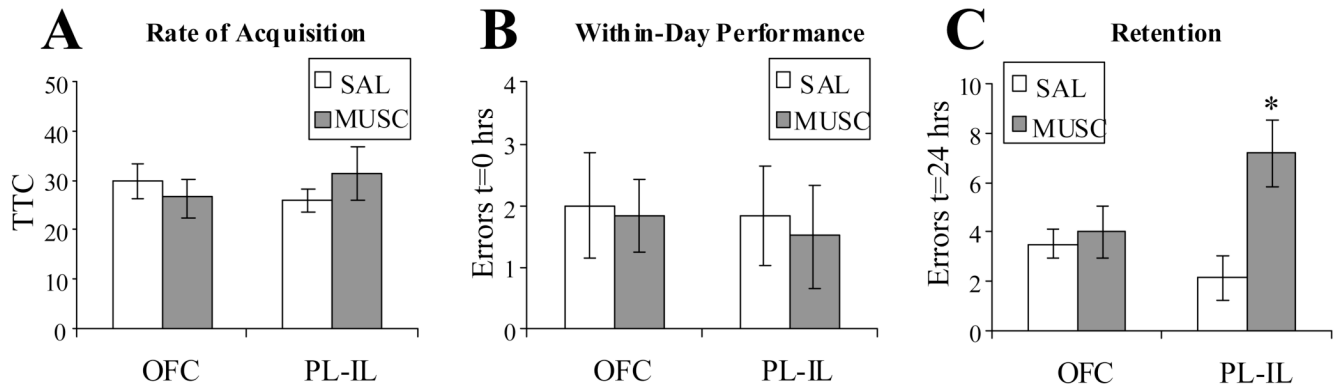 A Rate of Acquisition
SAL
MUSC
TTC
50
40
30
20
10
0
OFC PL-IL
B Within-Day Performance
SAL
MUSC
Errors t=0 hrs
4
3
2
1
0
OFC PL-IL
C Retention
SAL
MUSC
Errors t=24 hrs
10
8
6
4
2
0
*
OFC PL-IL